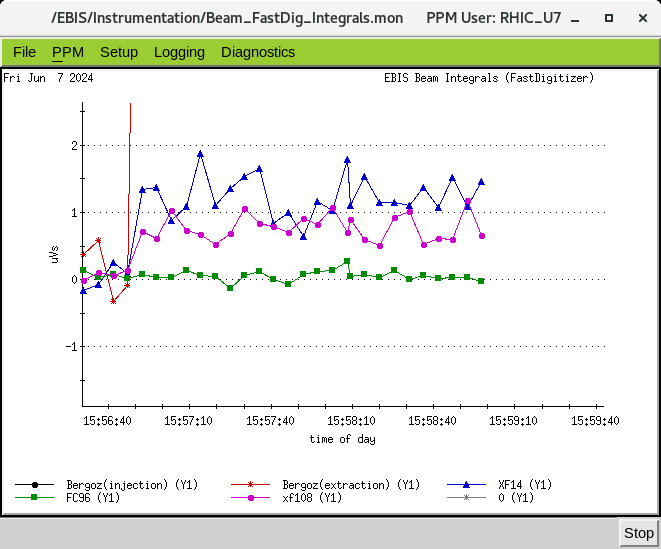 /EBIS/Instrumentation/Beam_FastDig_Integrals.mon PPM User: RHIC_U7
File PPM Setup Logging Diagnostics
Fri Jun 7 2024 EBIS Beam Integrals (FastDigitizer)
2
1
uVs
0
-1
15:56:40 15:57:10 15:57:40 15:58:10 15:58:40 15:59:10 15:59:40
time of day
Bergoz(injection) (Y1) Bergoz(extraction) (Y1) XF14 (Y1)
FC96 (Y1) xf108 (Y1) 0 (Y1)
Stop